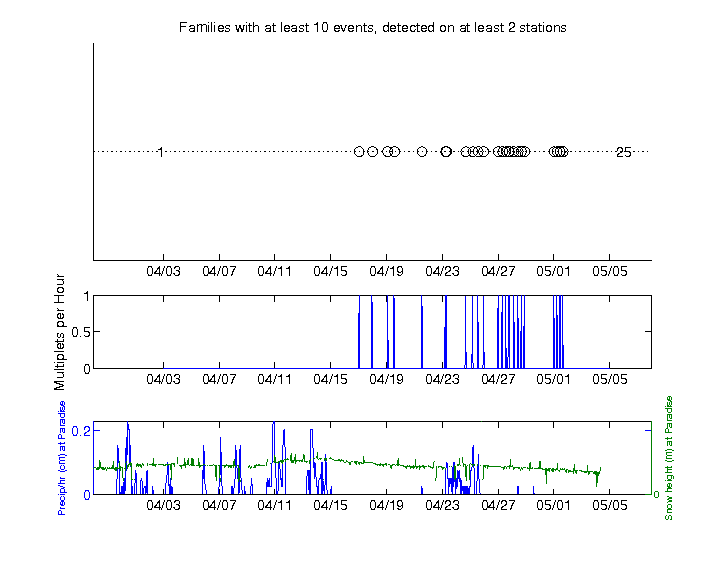 Families with at least 10 events, detected on at least 2 stations
1 25
04/03 04/07 04/11 04/15 04/19 04/23 04/27 05/01 05/05
Multiplets per Hour
1
0.5
0
04/03 04/07 04/11 04/15 04/19 04/23 04/27 05/01 05/05
Precip/hr (cm) at Paradise
0.2
0
Snow height (m) at Paradise
0
04/03 04/07 04/11 04/15 04/19 04/23 04/27 05/01 05/05